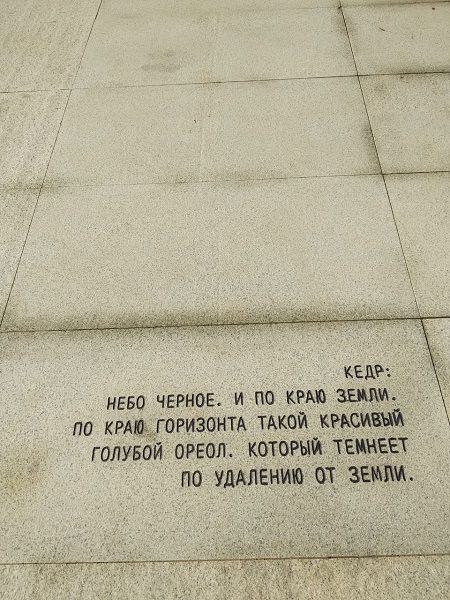 КЕДР:
НЕБО ЧЕРНОЕ. И ПО КРАЮ ЗЕМЛИ.
ПО КРАЮ ГОРИЗОНТА ТАКОЙ КРАСИВЫЙ
ГОЛУБОЙ ОРЕОЛ. КОТОРЫЙ ТЕМНЕЕТ
ПО УДАЛЕНИЮ ОТ ЗЕМЛИ.